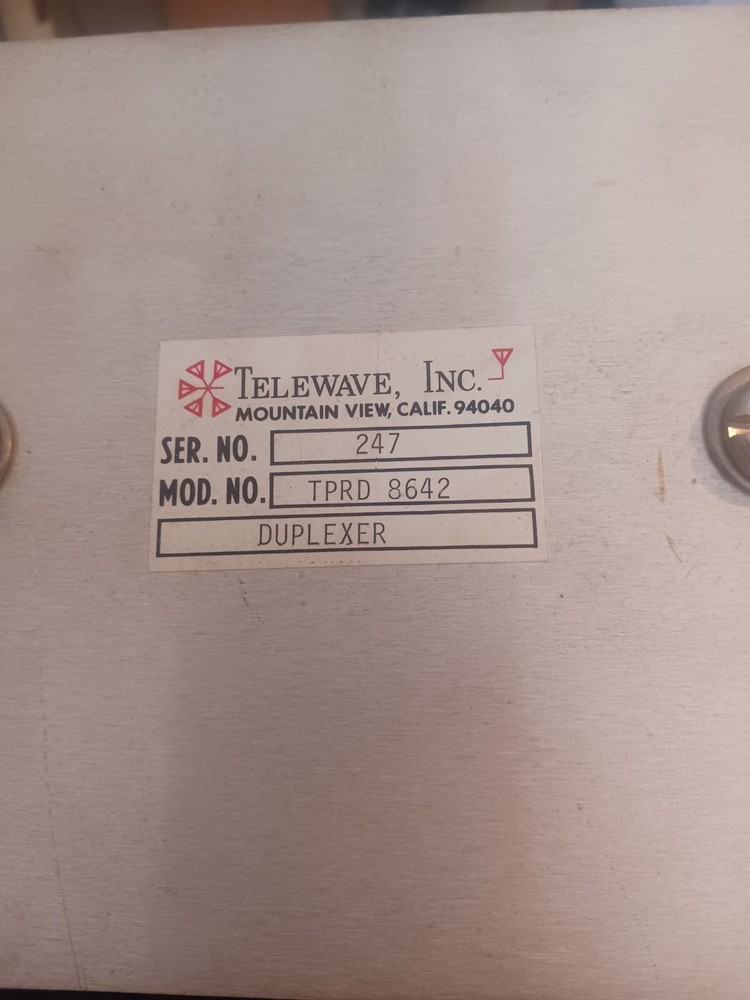 TELEWAVE, INC.
MOUNTAIN VIEW, CALIF. 94040
SER. NO. 247
MOD. NO. TPRD 8642
DUPLEXER